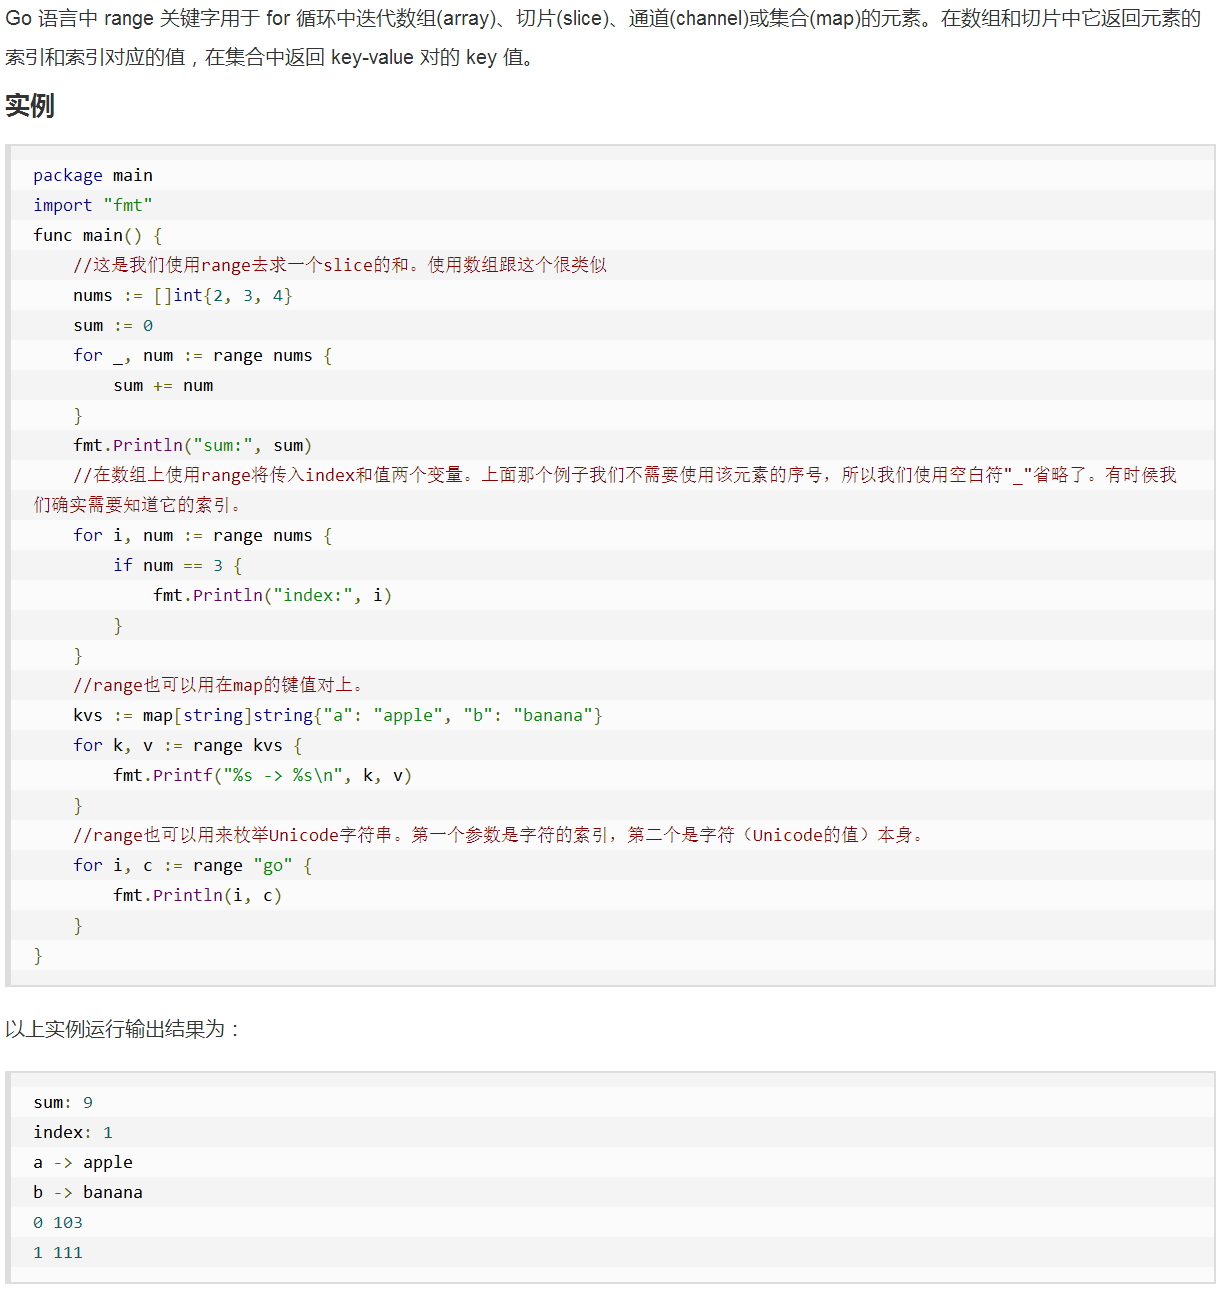 Go 语言中 range 关键字用于 for 循环中迭代数组(array)、切片(slice)、通道(channel)或集合(map)的元素。在数组和切片中它返回元素的
索引和索引对应的值，在集合中返回 key-value 对的 key 值。
实例
package main
import "fmt"
func main() {
    //这是我们使用range去求一个slice的和。使用数组跟这个很类似
    nums := []int{2, 3, 4}
    sum := 0
    for _, num := range nums {
        sum += num
    }
    fmt.Println("sum:", sum)
    //在数组上使用range将传入index和值两个变量。上面那个例子我们不需要使用该元素的序号，所以我们使用空白符"_"省略了。有时侯我
们确实需要知道它的索引。
    for i, num := range nums {
        if num == 3 {
            fmt.Println("index:", i)
        }
    }
    //range也可以用在map的键值对上。
    kvs := map[string]string{"a": "apple", "b": "banana"}
    for k, v := range kvs {
        fmt.Printf("%s -> %s\n", k, v)
    }
    //range也可以用来枚举Unicode字符串。第一个参数是字符的索引，第二个是字符（Unicode的值）本身。
    for i, c := range "go" {
        fmt.Println(i, c)
    }
}
以上实例运行输出结果为：
sum: 9
index: 1
a -> apple
b -> banana
0 103
1 111